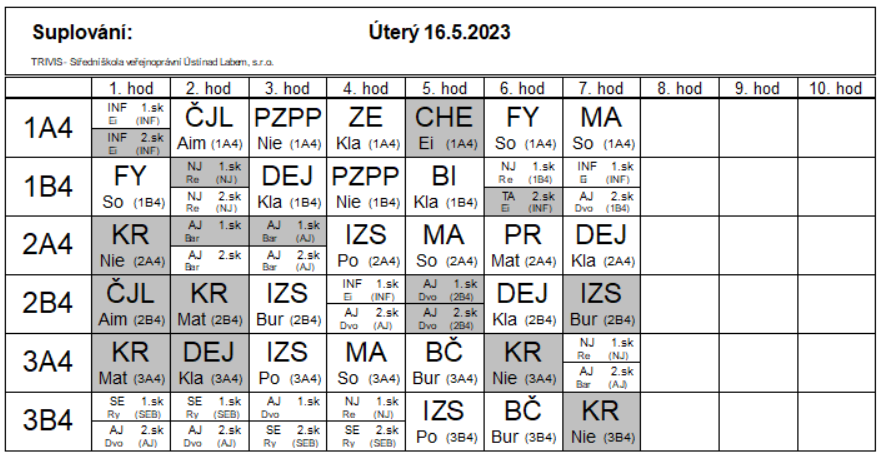 Suplování: Úterý 16.5.2023
TRIVIS - Střední škola veřejnoprávní Ústí nad Labem, s.r.o.
1. hod 2. hod 3. hod 4. hod 5. hod 6. hod 7. hod 8. hod 9. hod 10. hod
1A4
INF 1.sk
Ei (INF)
INF 2.sk
Ei (INF)
ČJL
Aim (1A4)
PZPP
Nie (1A4)
ZE
Kla (1A4)
CHE
Ei (1A4)
FY
So (1A4)
MA
So (1A4)
1B4
FY
So (1B4)
NJ 1.sk
Re (NJ)
NJ 2.sk
Re (NJ)
DEJ
Kla (1B4)
PZPP
Nie (1B4)
BI
Kla (1B4)
NJ 1.sk
Re (1B4)
TA 2.sk
Ei (INF)
INF 1.sk
Ei (INF)
AJ 2.sk
Dvo (1B4)
2A4
KR
Nie (2A4)
AJ 1.sk
Bar
AJ 2.sk
Bar
AJ 1.sk
Bar (AJ)
AJ 2.sk
Bar (AJ)
IZS
Po (2A4)
MA
So (2A4)
PR
Mat (2A4)
DEJ
Kla (2A4)
2B4
ČJL
Aim (2B4)
KR
Mat (2B4)
IZS
Bur (2B4)
INF 1.sk
Ei (INF)
AJ 2.sk
Dvo (AJ)
AJ 1.sk
Dvo (2B4)
AJ 2.sk
Dvo (2B4)
DEJ
Kla (2B4)
IZS
Bur (2B4)
3A4
KR
Mat (3A4)
DEJ
Kla (3A4)
IZS
Po (3A4)
MA
So (3A4)
BČ
Bur (3A4)
KR
Nie (3A4)
NJ 1.sk
Re (NJ)
AJ 2.sk
Bar (AJ)
3B4
SE 1.sk
Ry (SEB)
AJ 2.sk
Dvo (AJ)
SE 1.sk
Ry (SEB)
AJ 2.sk
Dvo (AJ)
AJ 1.sk
Dvo
SE 2.sk
Ry (SEB)
NJ 1.sk
Re (NJ)
SE 2.sk
Ry (SEB)
IZS
Po (3B4)
BČ
Bur (3B4)
KR
Nie (3B4)